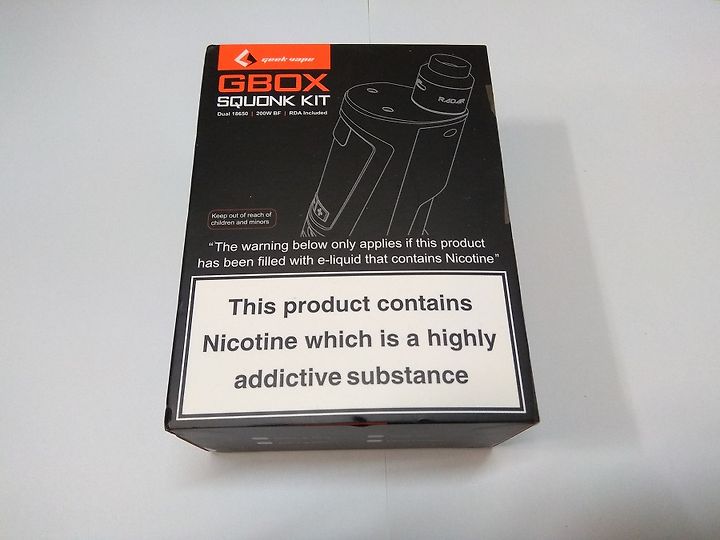 geek vape
GBOX
SQUONK KIT
Dual 18650 | 200W BF | RDA Included
RADAR
Keep out of reach of
children and minors
“The warning below only applies if this product
has been filled with e-liquid that contains Nicotine”
This product contains
Nicotine which is a highly
addictive substance